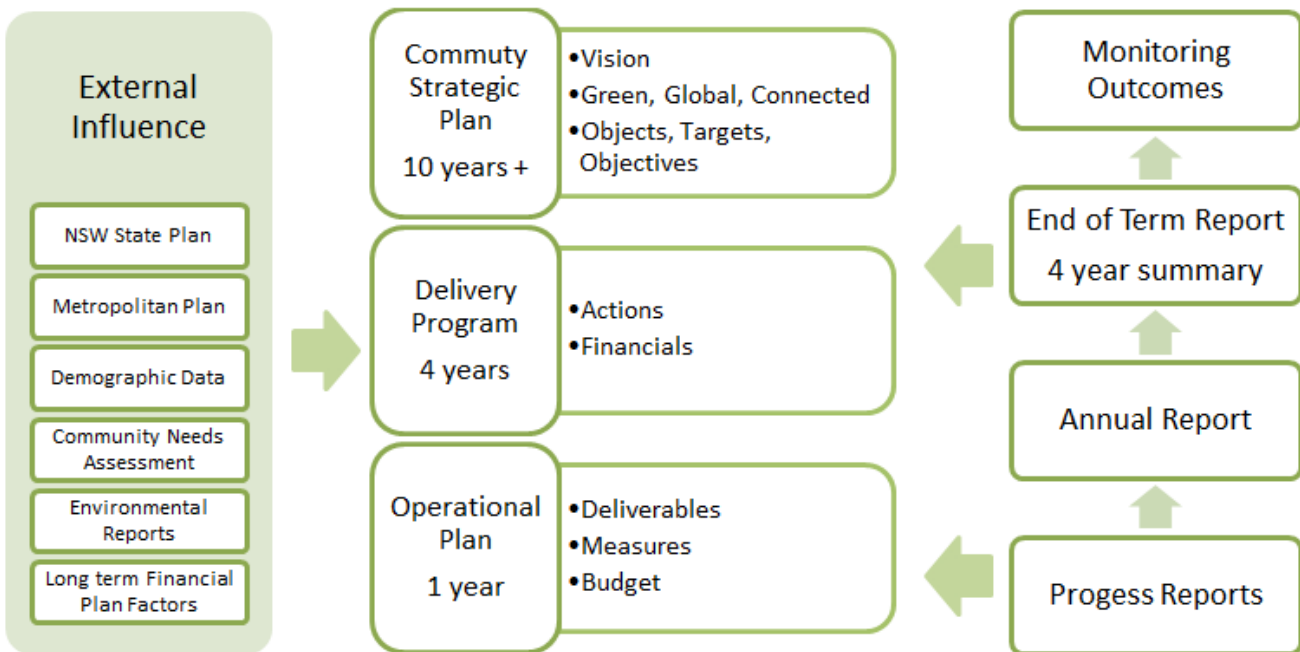 External
Influence
NSW State Plan
Metropolitan Plan
Demographic Data
Community Needs
Assessment
Environmental
Reports
Long term Financial
Plan Factors
Commuty
Strategic
Plan
10 years +
•Vision
•Green, Global, Connected
•Objects, Targets,
Objectives
Delivery
Program
4 years
•Actions
•Financials
Operational
Plan
1 year
•Deliverables
•Measures
•Budget
Monitoring
Outcomes
End of Term Report
4 year summary
Annual Report
Progess Reports